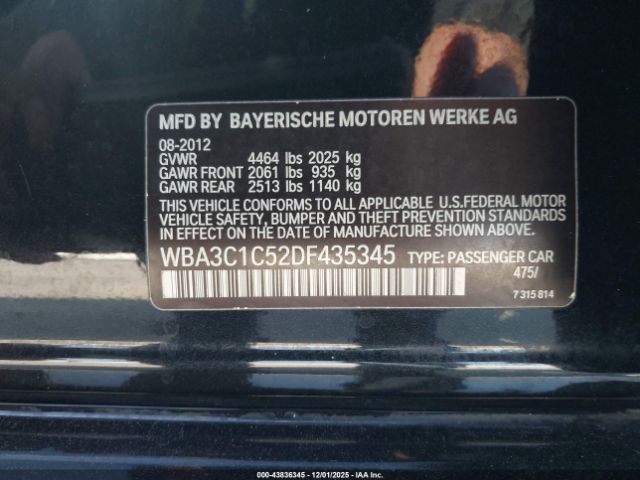 MFD BY BAYERISCHE MOTOREN WERKE AG
08-2012
GVWR 4464 lbs 2025 kg
GAWR FRONT 2061 lbs 935 kg
GAWR REAR 2513 lbs 1140 kg
THIS VEHICLE CONFORMS TO ALL APPLICABLE U.S.FEDERAL MOTOR
VEHICLE SAFETY, BUMPER AND THEFT PREVENTION STANDARDS
IN EFFECT ON THE DATE OF MANUFACTURE SHOWN ABOVE.
WBA3C1C52DF435345 TYPE: PASSENGER CAR
475/
7 315 814
000-43836345 - 12/01/2025 - IAA Inc.